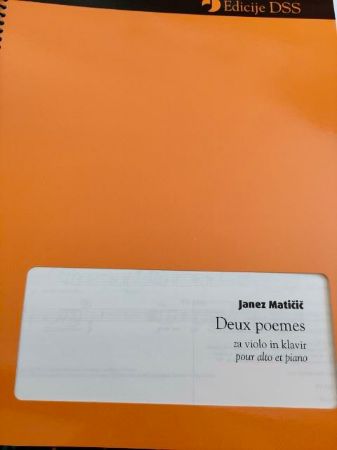 Edicije DSS
Janez Matičič
Deux poemes
za violo in klavir
pour alto et piano